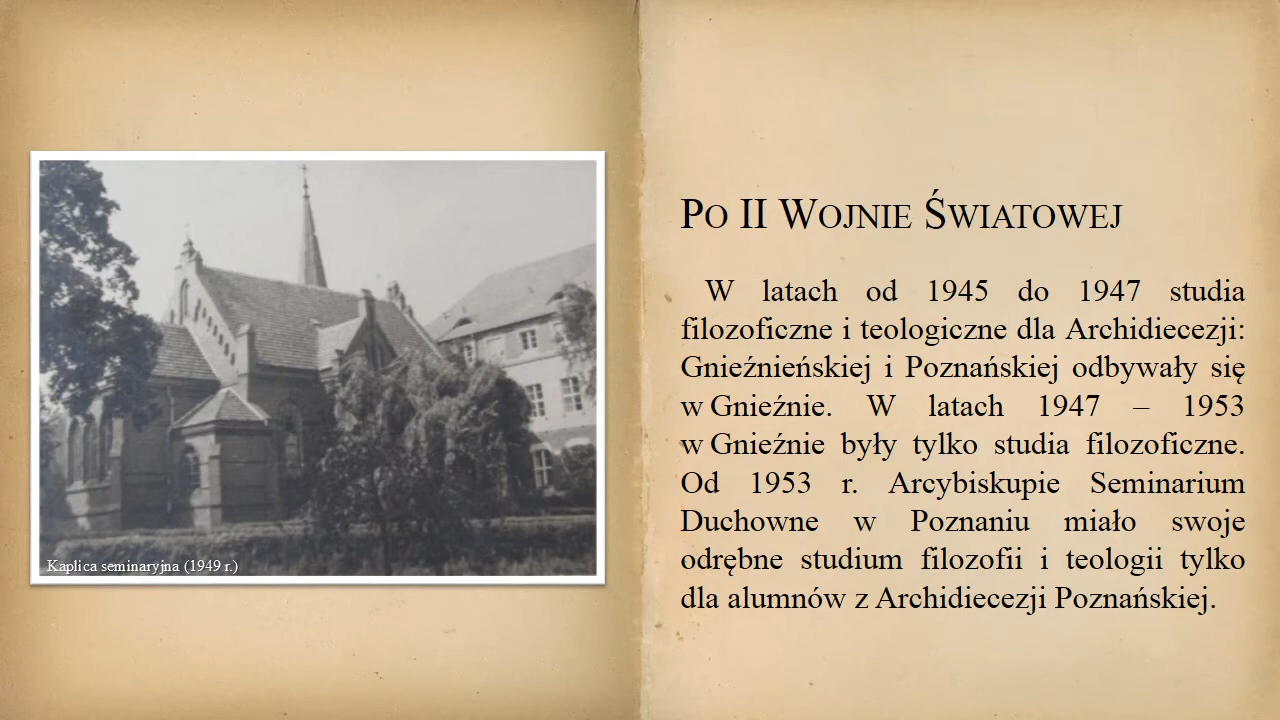 Kaplica seminaryjna (1949 r.)
Po II Wojnie Światowej
W latach od 1945 do 1947 studia
filozoficzne i teologiczne dla Archidiecezji:
Gnieźnieńskiej i Poznańskiej odbywały się
w Gnieźnie. W latach 1947 – 1953
w Gnieźnie były tylko studia filozoficzne.
Od 1953 r. Arcybiskupie Seminarium
Duchowne w Poznaniu miało swoje
odrębne studium filozofii i teologii tylko
dla alumnów z Archidiecezji Poznańskiej.